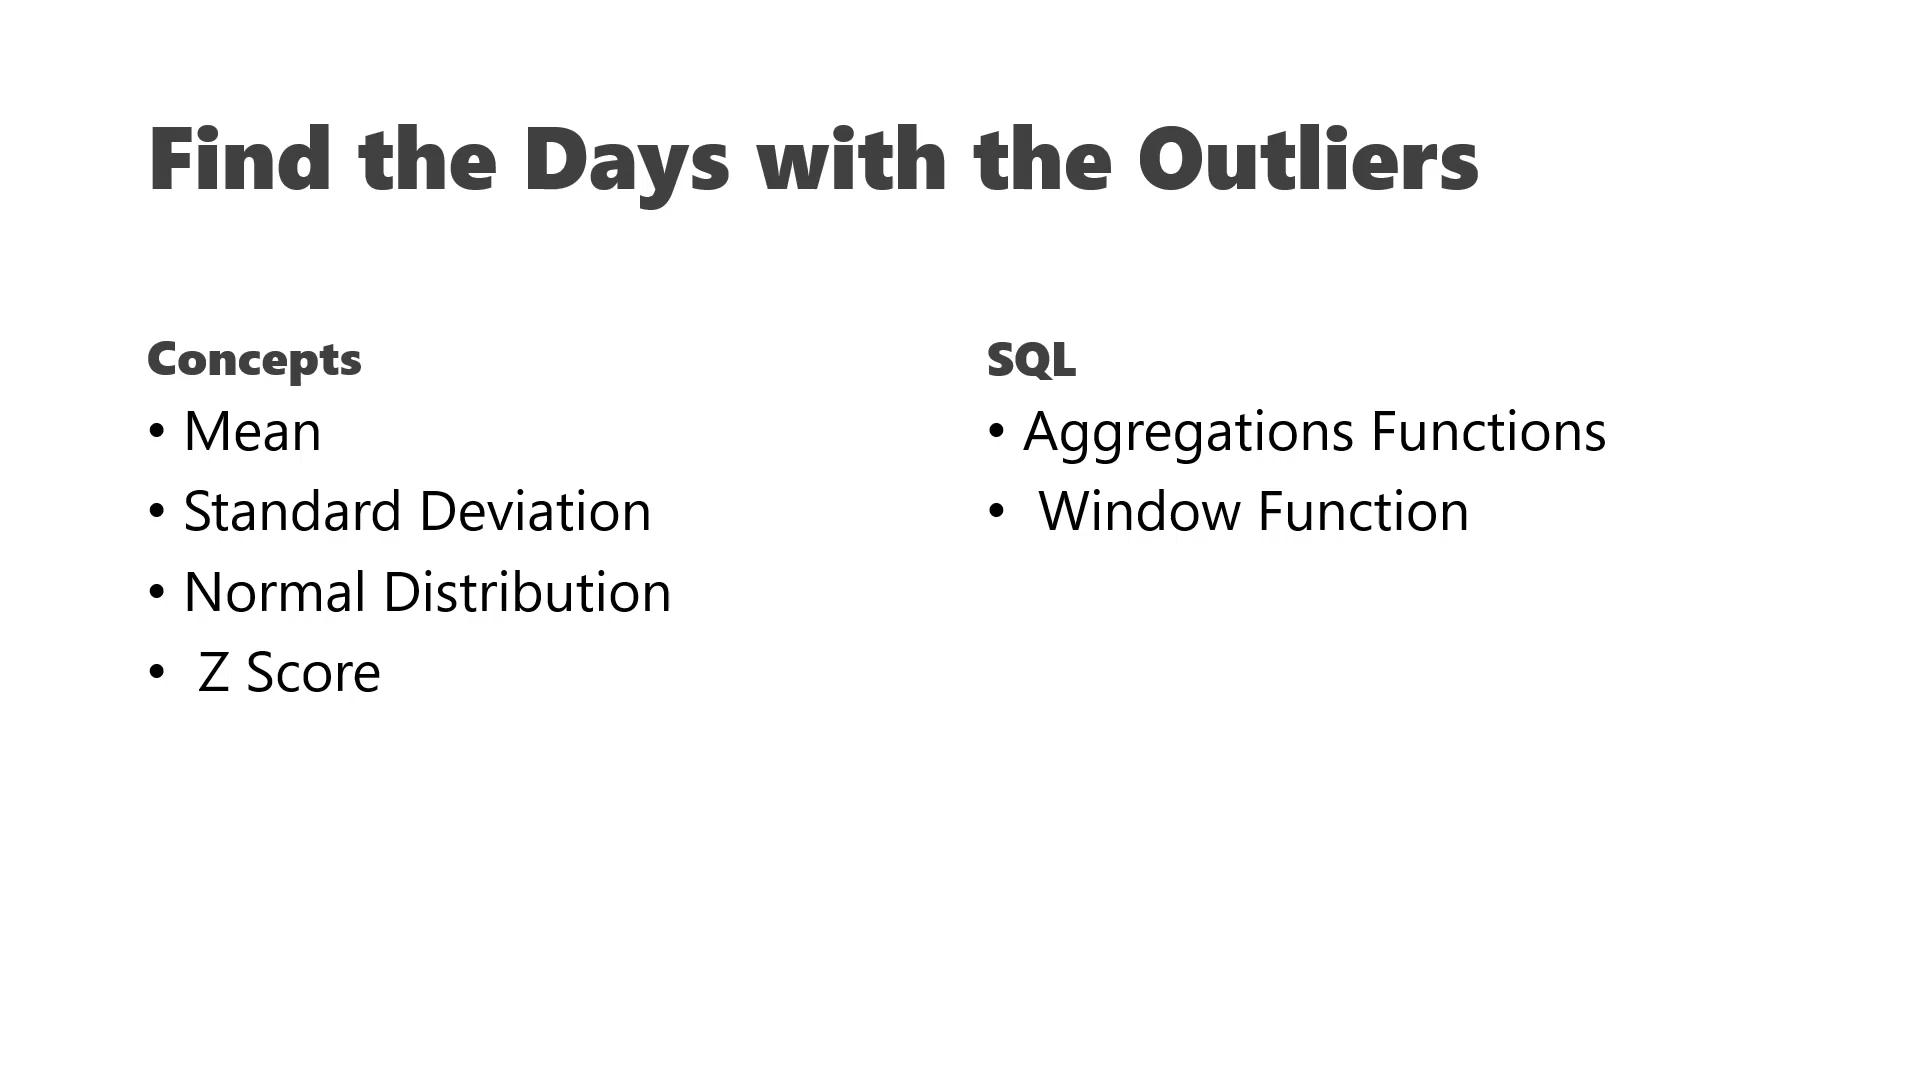 Find the Days with the Outliers
Concepts
• Mean
• Standard Deviation
• Normal Distribution
• Z Score
SQL
• Aggregations Functions
• Window Function